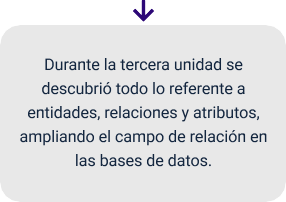 Durante la tercera unidad se
descubrió todo lo referente a
entidades, relaciones y atributos,
ampliando el campo de relación en
las bases de datos.